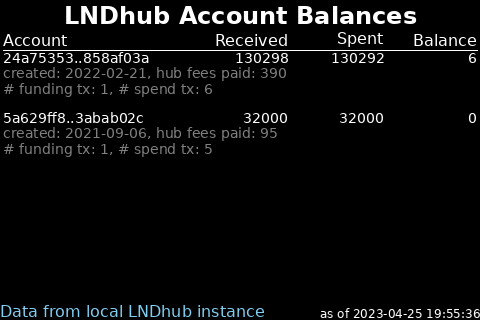 LNDhub Account Balances
Account Received Spent Balance
24a75353..858af03a 130298 130292 6
created: 2022-02-21, hub fees paid: 390
# funding tx: 1, # spend tx: 6
5a629ff8..3abab02c 32000 32000 0
created: 2021-09-06, hub fees paid: 95
# funding tx: 1, # spend tx: 5
Data from local LNDhub instance as of 2023-04-25 19:55:36